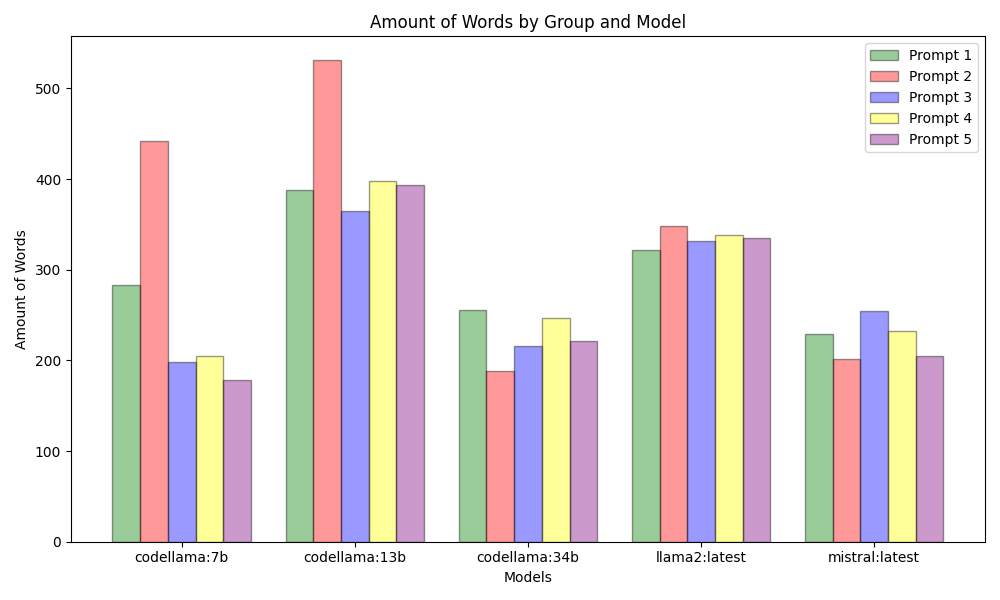 Amount of Words by Group and Model
Prompt 1
Prompt 2
Prompt 3
Prompt 4
Prompt 5
Amount of Words
500
400
300
200
100
0
codellama:7b
codellama:13b
codellama:34b
llama2:latest
mistral:latest
Models